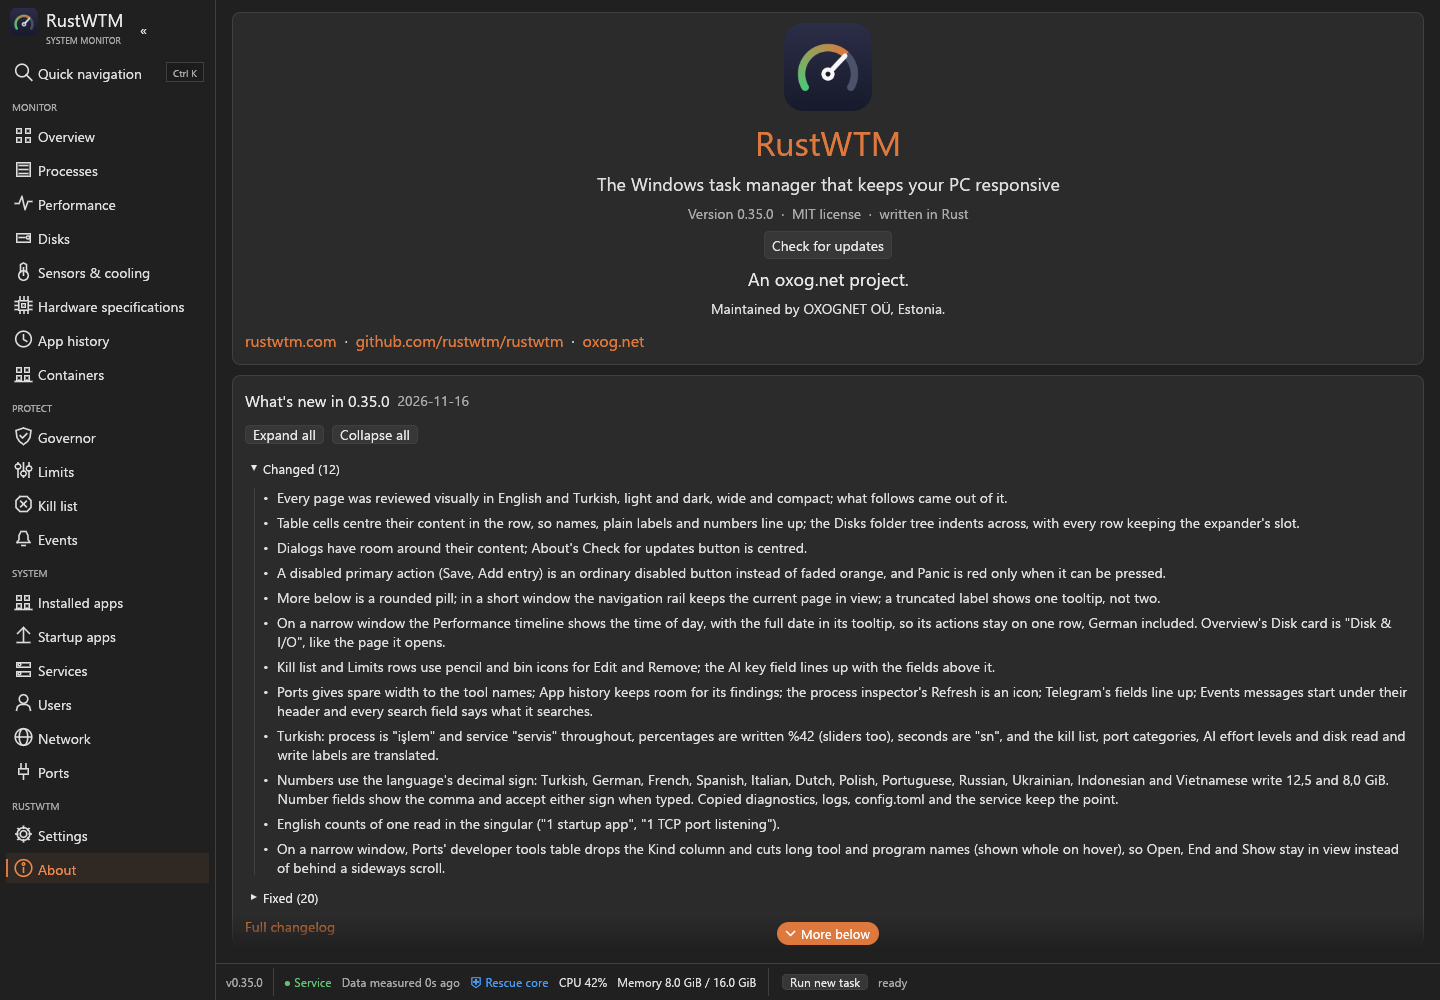 RustWTM
SYSTEM MONITOR
«
Quick navigation
Ctrl K
MONITOR
Overview
Processes
Performance
Disks
Sensors & cooling
Hardware specifications
App history
Containers
PROTECT
Governor
Limits
Kill list
Events
SYSTEM
Installed apps
Startup apps
Services
Users
Network
Ports
RUSTWTM
Settings
About
RustWTM
The Windows task manager that keeps your PC responsive
Version 0.35.0 · MIT license · written in Rust
Check for updates
An oxog.net project.
Maintained by OXOGNET OÜ, Estonia.
rustwtm.com · github.com/rustwtm/rustwtm · oxog.net
What's new in 0.35.0 2026-11-16
Expand all Collapse all
Changed (12)
• Every page was reviewed visually in English and Turkish, light and dark, wide and compact; what follows came out of it.
• Table cells centre their content in the row, so names, plain labels and numbers line up; the Disks folder tree indents across, with every row keeping the expander's slot.
• Dialogs have room around their content; About's Check for updates button is centred.
• A disabled primary action (Save, Add entry) is an ordinary disabled button instead of faded orange, and Panic is red only when it can be pressed.
• More below is a rounded pill; in a short window the navigation rail keeps the current page in view; a truncated label shows one tooltip, not two.
• On a narrow window the Performance timeline shows the time of day, with the full date in its tooltip, so its actions stay on one row, German included. Overview's Disk card is "Disk &
I/O", like the page it opens.
• Kill list and Limits rows use pencil and bin icons for Edit and Remove; the AI key field lines up with the fields above it.
• Ports gives spare width to the tool names; App history keeps room for its findings; the process inspector's Refresh is an icon; Telegram's fields line up; Events messages start under their
header and every search field says what it searches.
• Turkish: process is "işlem" and service "servis" throughout, percentages are written %42 (sliders too), seconds are "sn", and the kill list, port categories, AI effort levels and disk read and
write labels are translated.
• Numbers use the language's decimal sign: Turkish, German, French, Spanish, Italian, Dutch, Polish, Portuguese, Russian, Ukrainian, Indonesian and Vietnamese write 12,5 and 8,0 GiB.
Number fields show the comma and accept either sign when typed. Copied diagnostics, logs, config.toml and the service keep the point.
• English counts of one read in the singular ("1 startup app", "1 TCP port listening").
• On a narrow window, Ports' developer tools table drops the Kind column and cuts long tool and program names (shown whole on hover), so Open, End and Show stay in view instead
of behind a sideways scroll.
Fixed (20)
Full changelog
More below
v0.35.0 ● Service Data measured 0s ago Rescue core CPU 42% Memory 8.0 GiB / 16.0 GiB Run new task ready